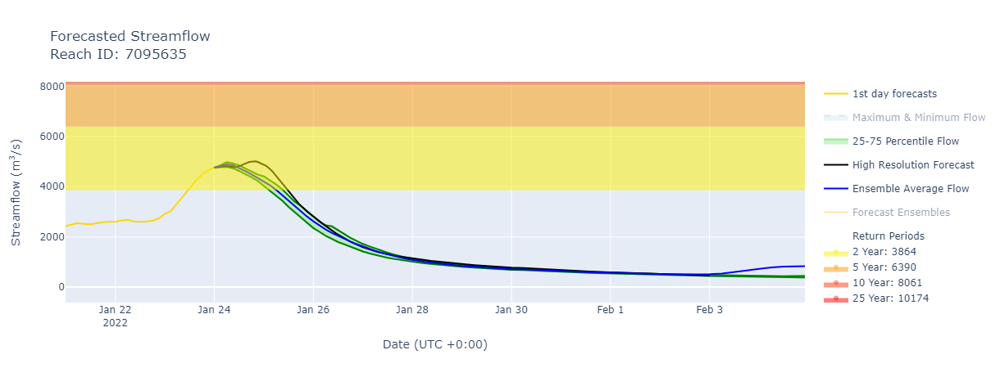 Forecasted Streamflow
Reach ID: 7095635
Streamflow (m³/s)
8000
6000
4000
2000
0
Jan 22
2022
Jan 24
Jan 26
Jan 28
Jan 30
Feb 1
Feb 3
Date (UTC +0:00)
1st day forecasts
Maximum & Minimum Flow
25-75 Percentile Flow
High Resolution Forecast
Ensemble Average Flow
Forecast Ensembles
Return Periods
2 Year: 3864
5 Year: 6390
10 Year: 8061
25 Year: 10174